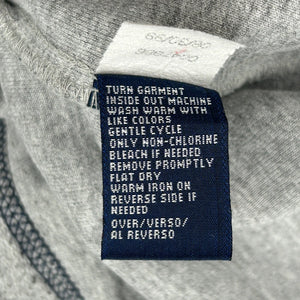 TURN GARMENT
INSIDE OUT MACHINE
WASH WARM WITH
LIKE COLORS
GENTLE CYCLE
ONLY NON-CHLORINE
BLEACH IF NEEDED
REMOVE PROMPTLY
FLAT DRY
WARM IRON ON
REVERSE SIDE IF
NEEDED
OVER/VERSO/
AL REVERSO